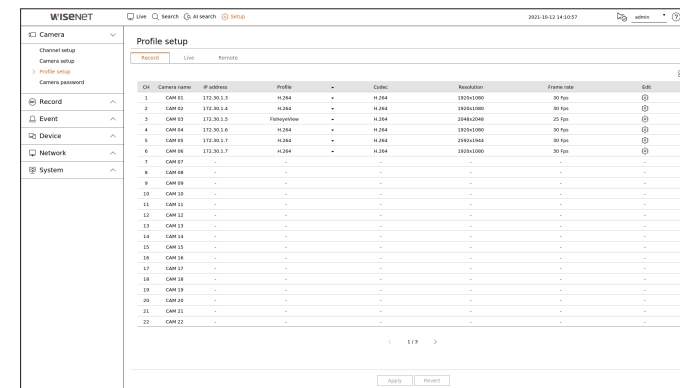 WISENET
Live Search AI search Setup 2021-10-12 14:10:57 admin
Camera
Channel setup
Camera setup
Profile setup
Camera password
Record
Event
Device
Network
System
Profile setup
Record Live Remote
CH Camera name IP address Profile Codec Resolution Frame rate Edit
1 CAM 01 172.30.1.3 H.264 H.264 1920x1080 30 Fps
2 CAM 02 172.30.1.4 H.264 H.264 1920x1080 30 Fps
3 CAM 03 172.30.1.5 FisheyeView H.264 2048x2048 25 Fps
4 CAM 04 172.30.1.6 H.264 H.264 1920x1080 30 Fps
5 CAM 05 172.30.1.7 H.264 H.264 2592x1944 30 Fps
6 CAM 06 172.30.1.7 H.264 H.264 1920x1080 30 Fps
7 CAM 07 - - - - - -
8 CAM 08 - - - - - -
9 CAM 09 - - - - - -
10 CAM 10 - - - - - -
11 CAM 11 - - - - - -
12 CAM 12 - - - - - -
13 CAM 13 - - - - - -
14 CAM 14 - - - - - -
15 CAM 15 - - - - - -
16 CAM 16 - - - - - -
17 CAM 17 - - - - - -
18 CAM 18 - - - - - -
19 CAM 19 - - - - - -
20 CAM 20 - - - - - -
21 CAM 21 - - - - - -
22 CAM 22 - - - - - -
< 1 / 3 >
Apply Revert